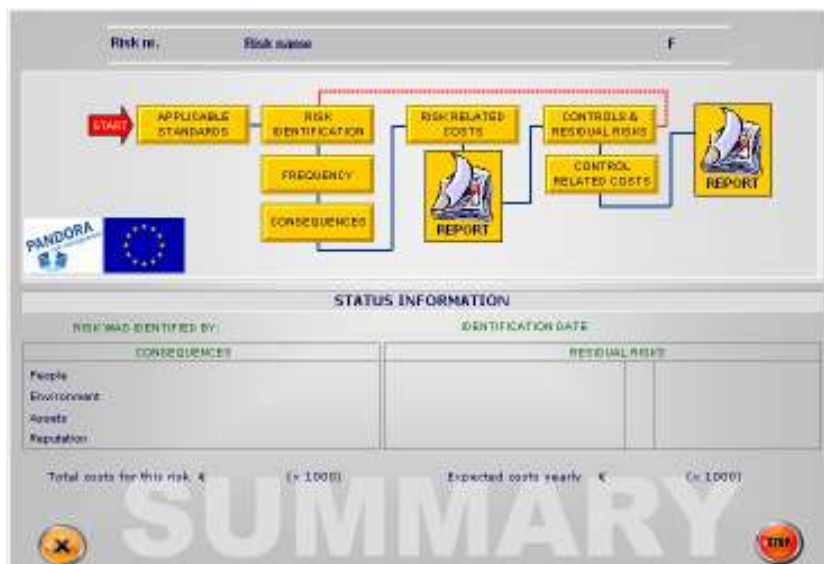 Risk nr. Risk name F
START
APPLICABLE
STANDARDS
RISK
IDENTIFICATION
FREQUENCY
CONSEQUENCES
RISK RELATED
COSTS
REPORT
CONTROLS &
RESIDUAL RISKS
CONTROL
RELATED COSTS
REPORT
PANDORA
STATUS INFORMATION
RISK WAS IDENTIFIED BY: IDENTIFICATION DATE
CONSEQUENCES RESIDUAL RISKS
People
Environment
Assets
Reputation
Total costs for this risk € (x 1000) Expected costs yearly € (x 1000)
SUMMARY
STOP